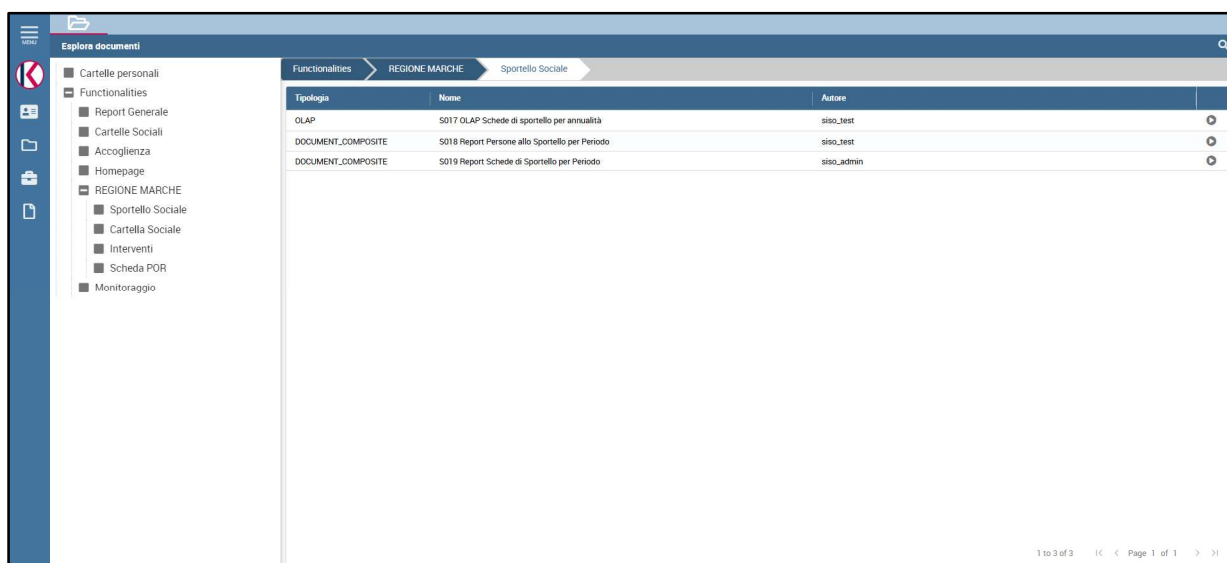 MENU
Esplora documenti
Cartelle personali
Functionalities
Report Generale
Cartelle Sociali
Accoglienza
Homepage
REGIONE MARCHE
Sportello Sociale
Cartella Sociale
Interventi
Scheda POR
Monitoraggio
Functionalities REGIONE MARCHE Sportello Sociale
Tipologia Nome Autore
OLAP S017 OLAP Schede di sportello per annualità siso_test
DOCUMENT_COMPOSITE S018 Report Persone allo Sportello per Periodo siso_test
DOCUMENT_COMPOSITE S019 Report Schede di Sportello per Periodo siso_admin
1 to 3 of 3 Page 1 of 1